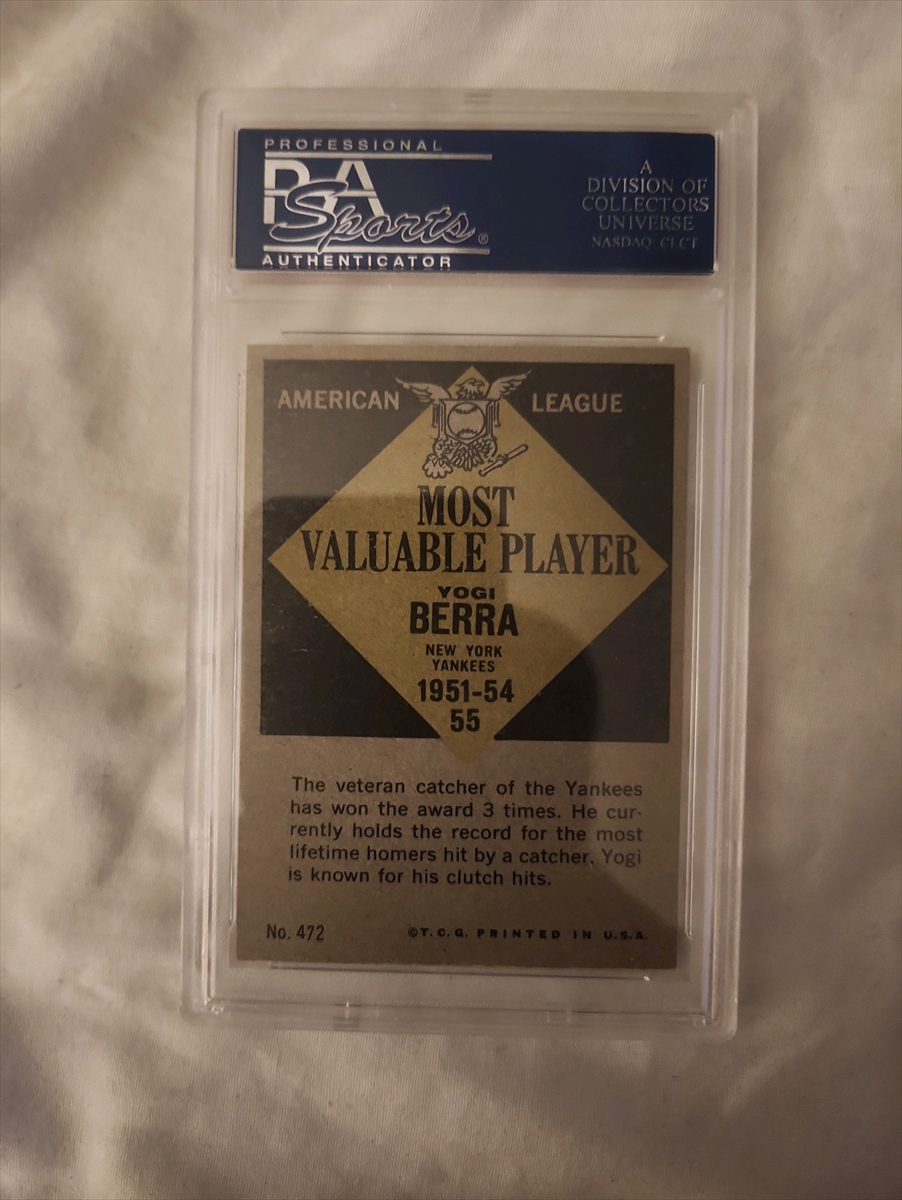 PROFESSIONAL
PSA
Sports®
AUTHENTICATOR
A
DIVISION OF
COLLECTORS
UNIVERSE
NASDAQ: CLCT
AMERICAN LEAGUE
MOST
VALUABLE PLAYER
YOGI
BERRA
NEW YORK
YANKEES
1951-54
55
The veteran catcher of the Yankees
has won the award 3 times. He cur-
rently holds the record for the most
lifetime homers hit by a catcher. Yogi
is known for his clutch hits.
No. 472 ©T.C.G. PRINTED IN U.S.A.